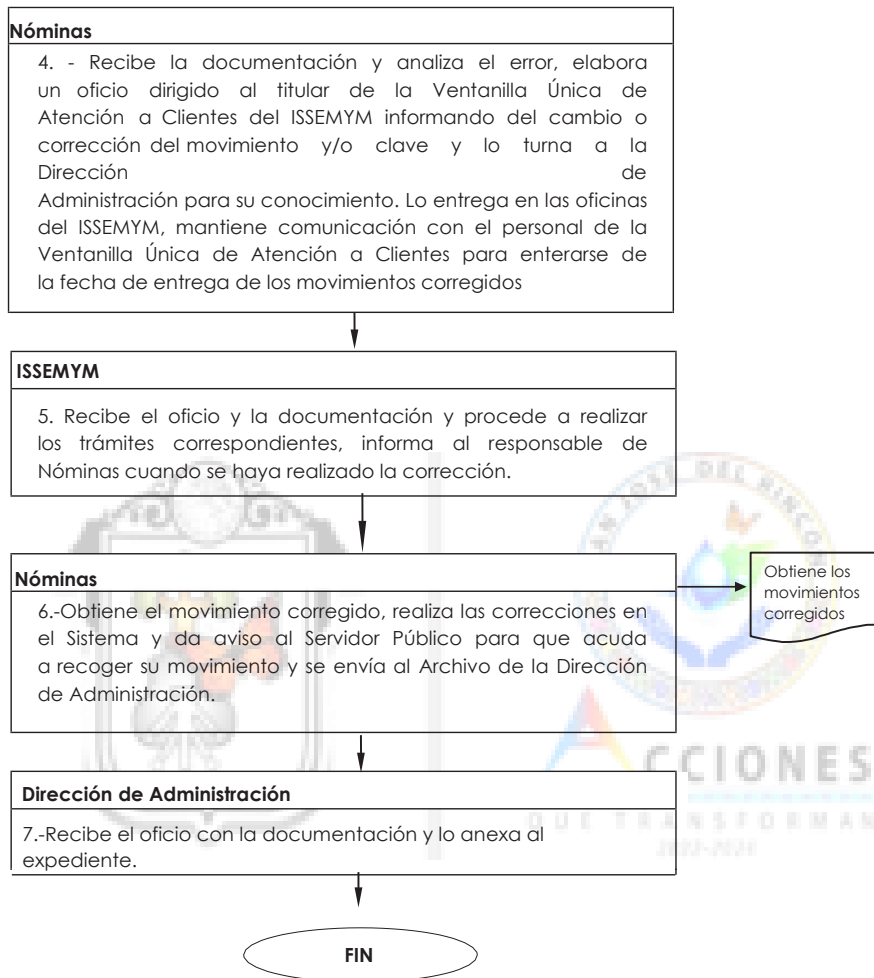 Nóminas
4. - Recibe la documentación y analiza el error, elabora
un oficio dirigido al titular de la Ventanilla Única de
Atención a Clientes del ISSEMYM informando del cambio o
corrección del movimiento y/o clave y lo turna a la
Dirección de
Administración para su conocimiento. Lo entrega en las oficinas
del ISSEMYM, mantiene comunicación con el personal de la
Ventanilla Única de Atención a Clientes para enterarse de
la fecha de entrega de los movimientos corregidos
ISSEMYM
5. Recibe el oficio y la documentación y procede a realizar
los trámites correspondientes, informa al responsable de
Nóminas cuando se haya realizado la corrección.
SAN JOSE DEL RINCON
Nóminas
6.-Obtiene el movimiento corregido, realiza las correcciones en
el Sistema y da aviso al Servidor Público para que acuda
a recoger su movimiento y se envía al Archivo de la Dirección
de Administración.
Obtiene los
movimientos
corregidos
ACCIONES
QUE TRANSFORMAN
Dirección de Administración
7.-Recibe el oficio con la documentación y lo anexa al
expediente.
FIN